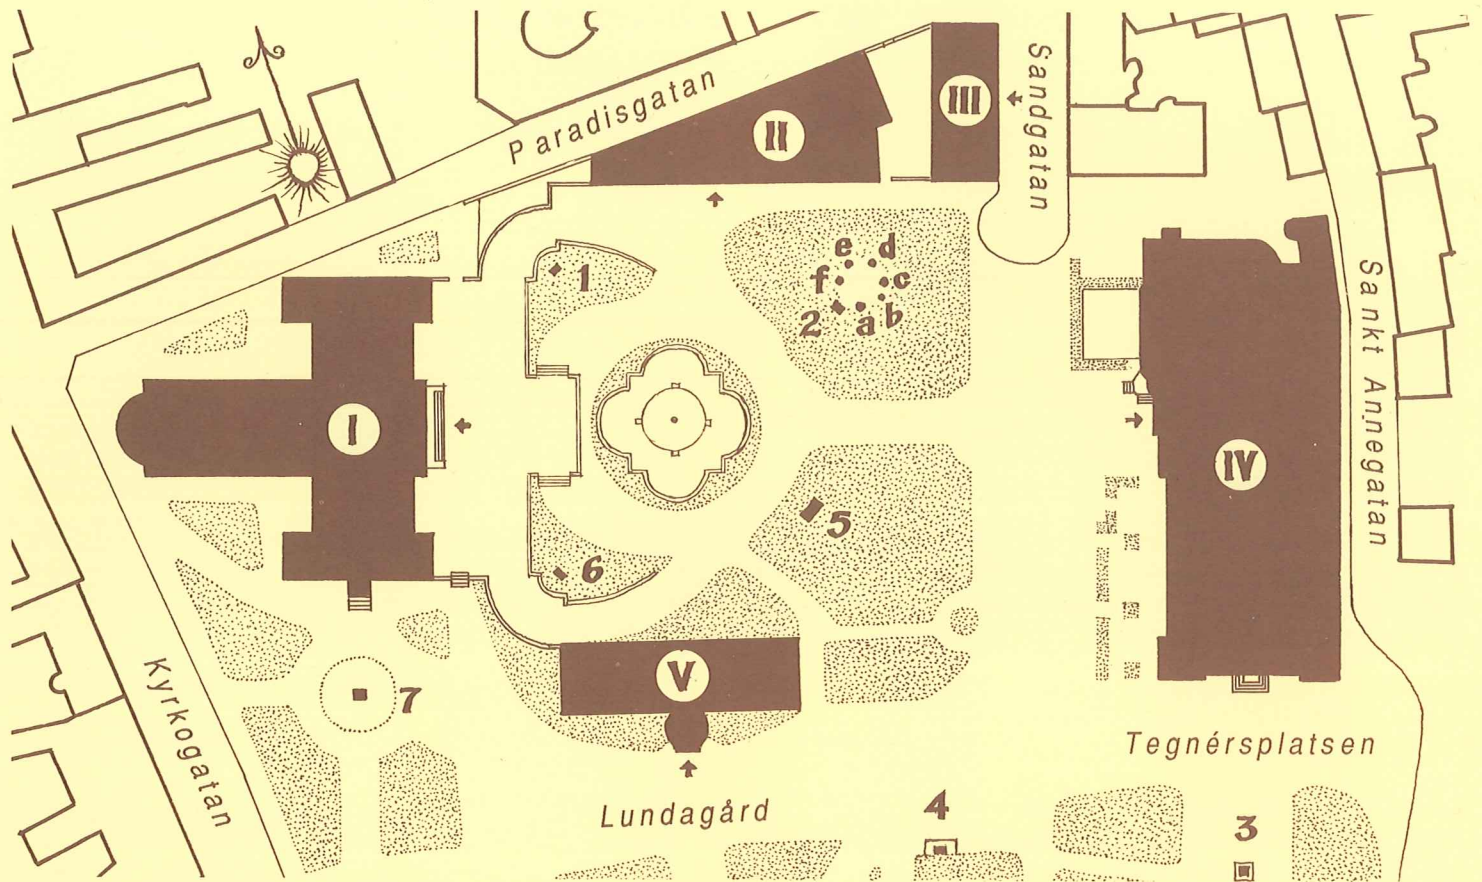 Paradisgatan
Sandgatan
II
III
e
d
f
c
2
a
b
1
Sankt Annegatan
I
IV
5
6
V
7
Kyrkogatan
Tegnérsplatsen
Lundagård
4
3